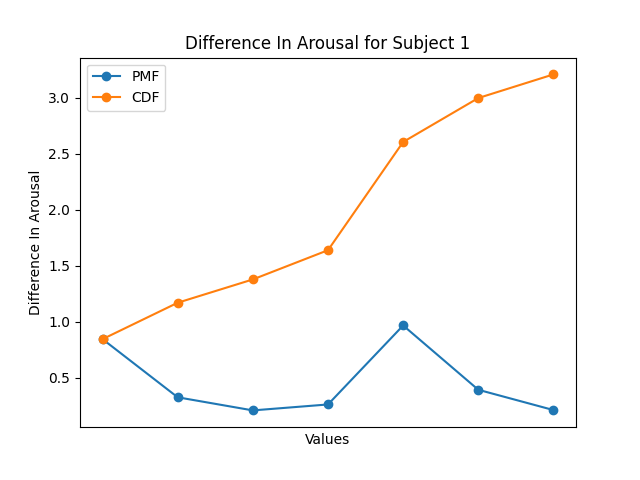 Difference In Arousal for Subject 1
PMF
CDF
3.0
2.5
2.0
1.5
1.0
0.5
Difference In Arousal
Values